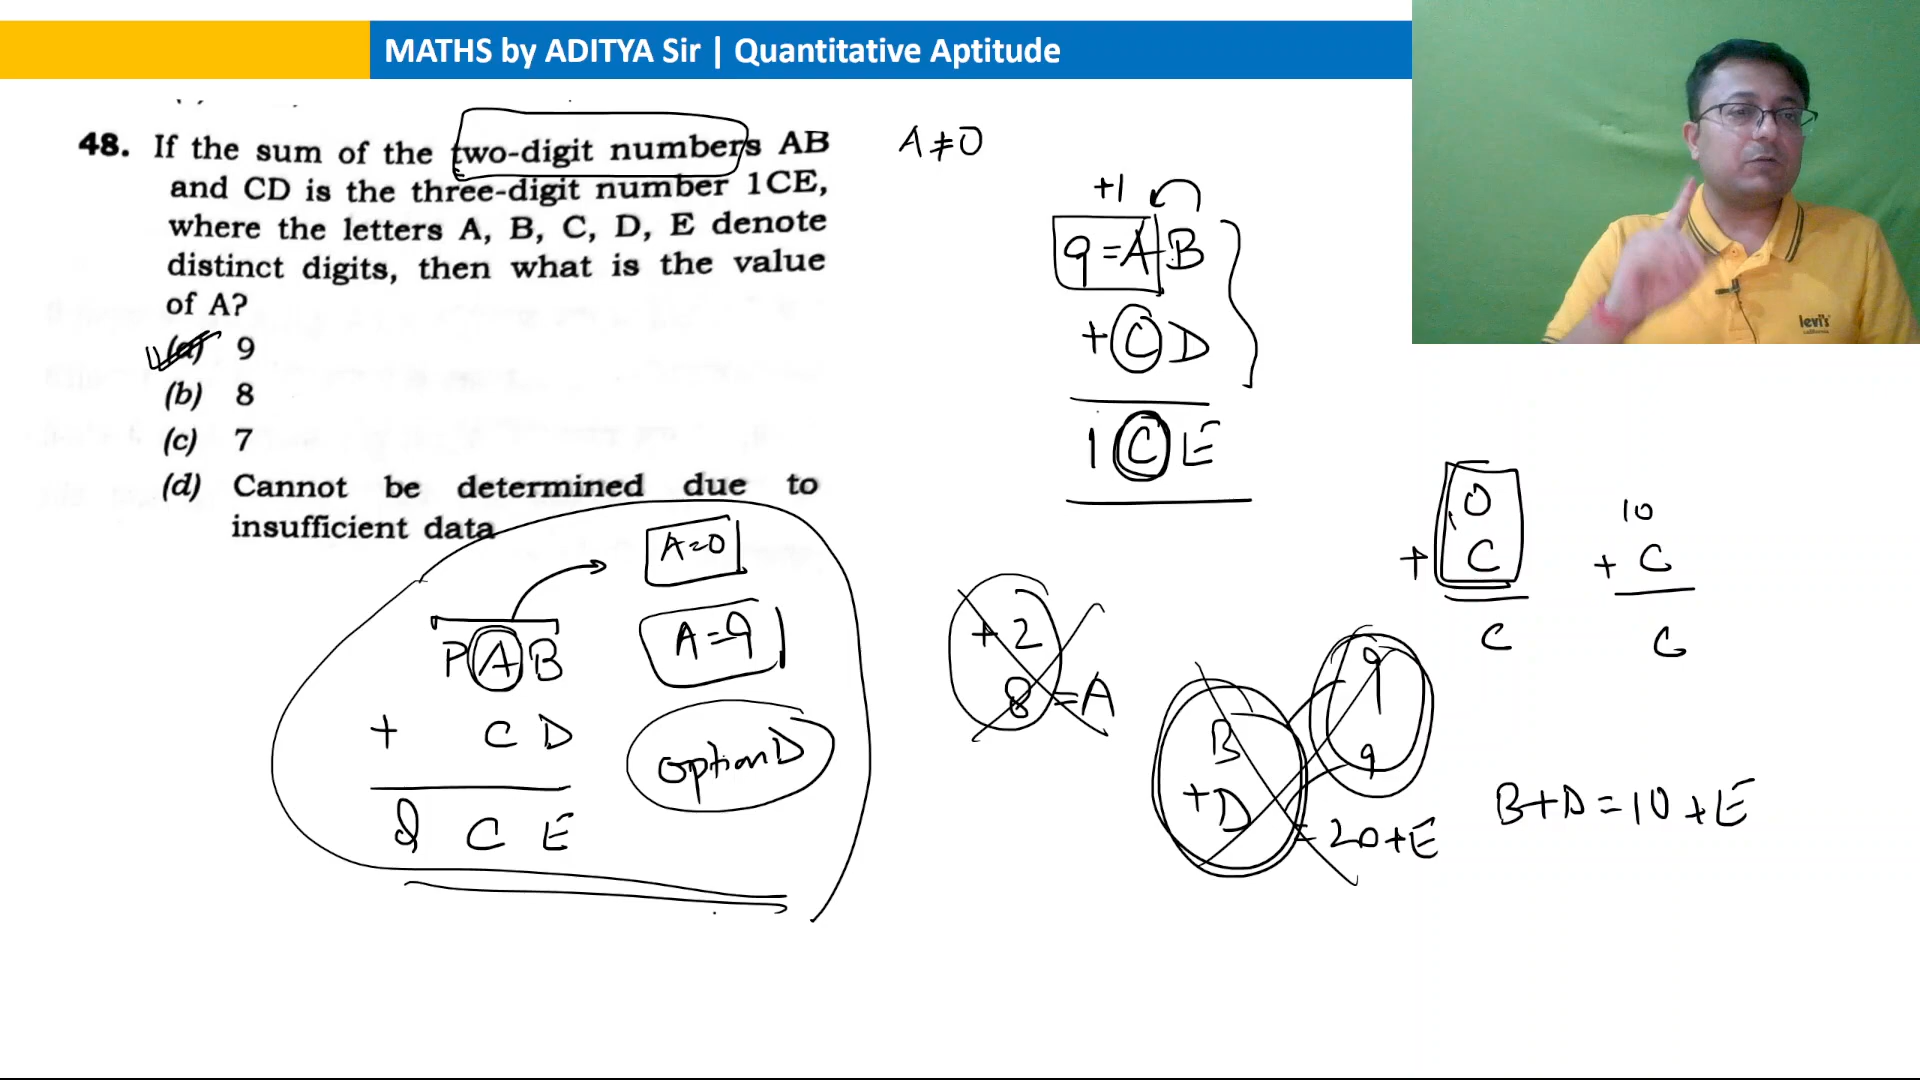 MATHS by ADITYA Sir | Quantitative Aptitude
48. If the sum of the two-digit numbers AB
and CD is the three-digit number 1CE,
where the letters A, B, C, D, E denote
distinct digits, then what is the value
of A?
(a) 9
(b) 8
(c) 7
(d) Cannot be determined due to
insufficient data
A≠0
+1
9=AB
+CD
1CE
0
+C
C
10
+C
C
A=0
A=9
option D
PAB
+ CD
CE
+2
8=A
B
+D
=20+E
9
9
B+D=10+E
levi's